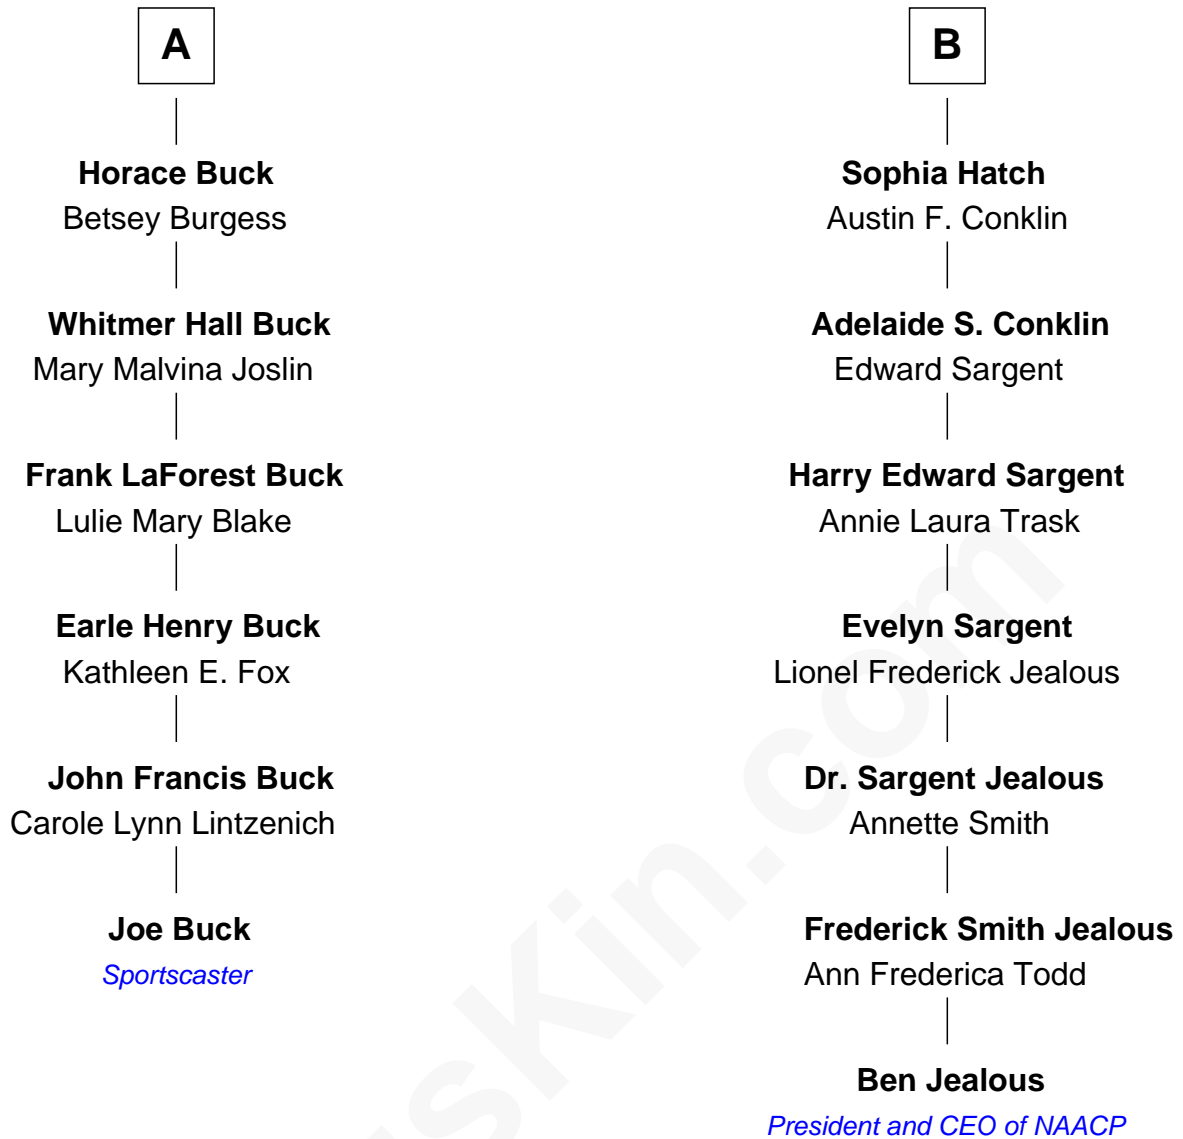 A
Horace Buck
Betsey Burgess
Whitmer Hall Buck
Mary Malvina Joslin
Frank LaForest Buck
Lulie Mary Blake
Earle Henry Buck
Kathleen E. Fox
John Francis Buck
Carole Lynn Lintzenich
Joe Buck
Sportscaster
B
Sophia Hatch
Austin F. Conklin
Adelaide S. Conklin
Edward Sargent
Harry Edward Sargent
Annie Laura Trask
Evelyn Sargent
Lionel Frederick Jealous
Dr. Sargent Jealous
Annette Smith
Frederick Smith Jealous
Ann Frederica Todd
Ben Jealous
President and CEO of NAACP
sKin.com